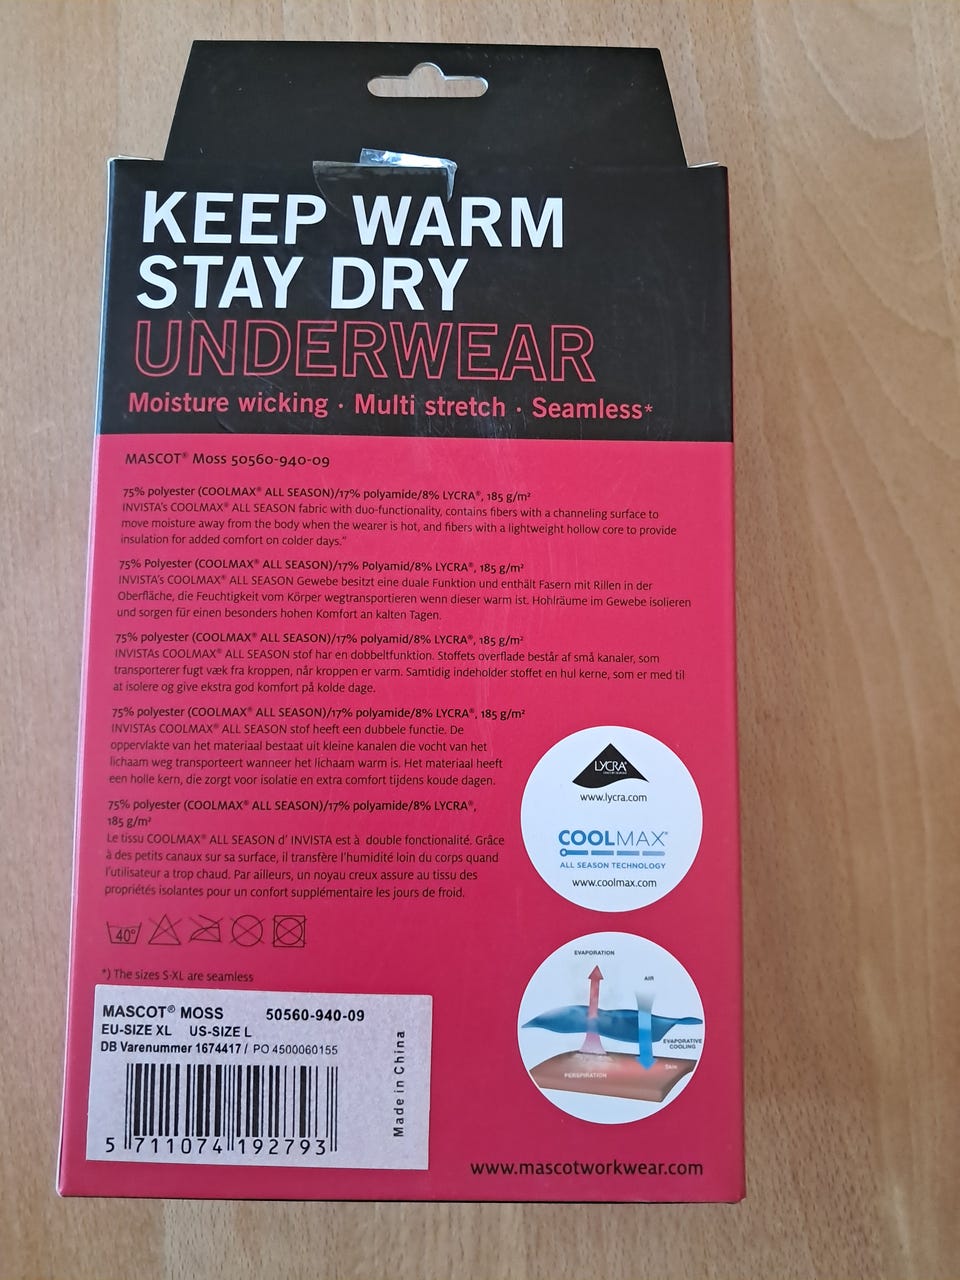 KEEP WARM
STAY DRY
UNDERWEAR
Moisture wicking · Multi stretch · Seamless*
MASCOT® Moss 50560-940-09
75% polyester (COOLMAX® ALL SEASON)/17% polyamide/8% LYCRA®, 185 g/m²
INVISTA's COOLMAX® ALL SEASON fabric with duo-functionality, contains fibers with a channeling surface to
move moisture away from the body when the wearer is hot, and fibers with a lightweight hollow core to provide
insulation for added comfort on colder days."
75% Polyester (COOLMAX® ALL SEASON)/17% Polyamid/8% LYCRA®, 185 g/m²
INVISTA's COOLMAX® ALL SEASON Gewebe besitzt eine duale Funktion und enthält Fasern mit Rillen in der
Oberfläche, die Feuchtigkeit vom Körper wegtransportieren wenn dieser warm ist. Hohlräume im Gewebe isolieren
und sorgen für einen besonders hohen Komfort an kalten Tagen.
75% polyester (COOLMAX® ALL SEASON)/17% polyamid/8% LYCRA®, 185 g/m²
INVISTAs COOLMAX® ALL SEASON stof har en dobbeltfunktion. Stoffets overflade består af små kanaler, som
transporterer fugt væk fra kroppen, når kroppen er varm. Samtidig indeholder stoffet en hul kerne, som er med til
at isolere og give ekstra god komfort på kolde dage.
75% polyester (COOLMAX® ALL SEASON)/17% polyamide/8% LYCRA®, 185 g/m²
INVISTAs COOLMAX® ALL SEASON stof heeft een dubbele functie. De
oppervlakte van het materiaal bestaat uit kleine kanalen die vocht van het
lichaam weg transporteert wanneer het lichaam warm is. Het materiaal heeft
een holle kern, die zorgt voor isolatie en extra comfort tijdens koude dagen.
75% polyester (COOLMAX® ALL SEASON)/17% polyamide/8% LYCRA®,
185 g/m²
Le tissu COOLMAX® ALL SEASON d' INVISTA est à double fonctionalité. Grâce
à des petits canaux sur sa surface, il transfère l'humidité loin du corps quand
l'utilisateur a trop chaud. Par ailleurs, un noyau creux assure au tissu des
propriétés isolantes pour un confort supplémentaire les jours de froid.
LYCRA®
www.lycra.com
COOLMAX®
ALL SEASON TECHNOLOGY
www.coolmax.com
40°
*) The sizes S-XL are seamless
EVAPORATION
AIR
EVAPORATIVE
COOLING
SKIN
PERSPIRATION
MASCOT® MOSS 50560-940-09
EU-SIZE XL US-SIZE L
DB Varenummer 1674417 / PO 4500060155
Made in China
5 711074 192793
www.mascotworkwear.com